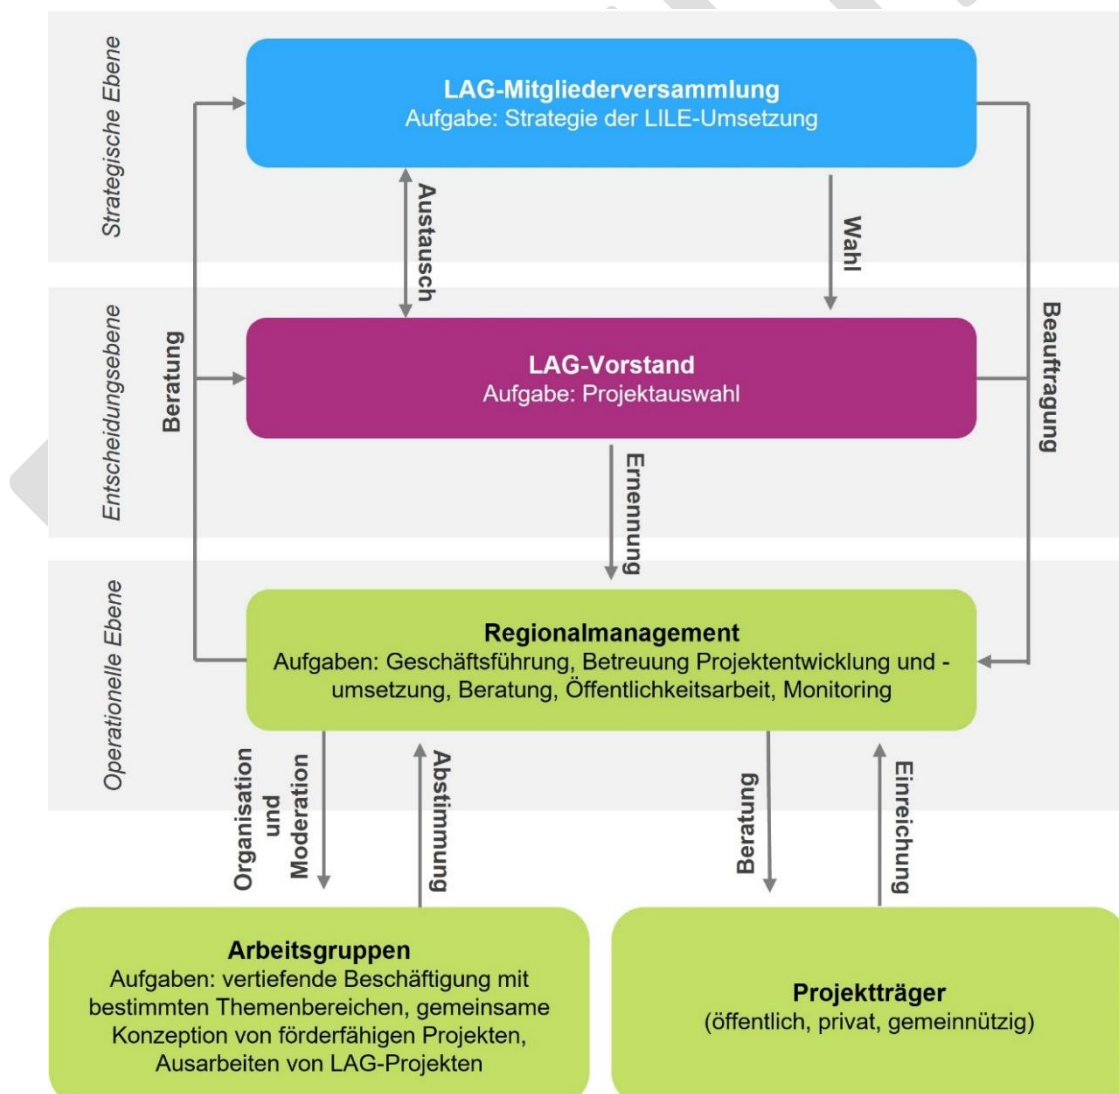 Strategische Ebene
LAG-Mitgliederversammlung
Aufgabe: Strategie der LILE-Umsetzung
Austausch
Wahl
Beratung
Beauftragung
Entscheidungsebene
LAG-Vorstand
Aufgabe: Projektauswahl
Ernennung
Operationelle Ebene
Regionalmanagement
Aufgaben: Geschäftsführung, Betreuung Projektentwicklung und -
umsetzung, Beratung, Öffentlichkeitsarbeit, Monitoring
Organisation
und
Moderation
Abstimmung
Beratung
Einreichung
Arbeitsgruppen
Aufgaben: vertiefende Beschäftigung mit
bestimmten Themenbereichen, gemeinsame
Konzeption von förderfähigen Projekten,
Ausarbeiten von LAG-Projekten
Projektträger
(öffentlich, privat, gemeinnützig)